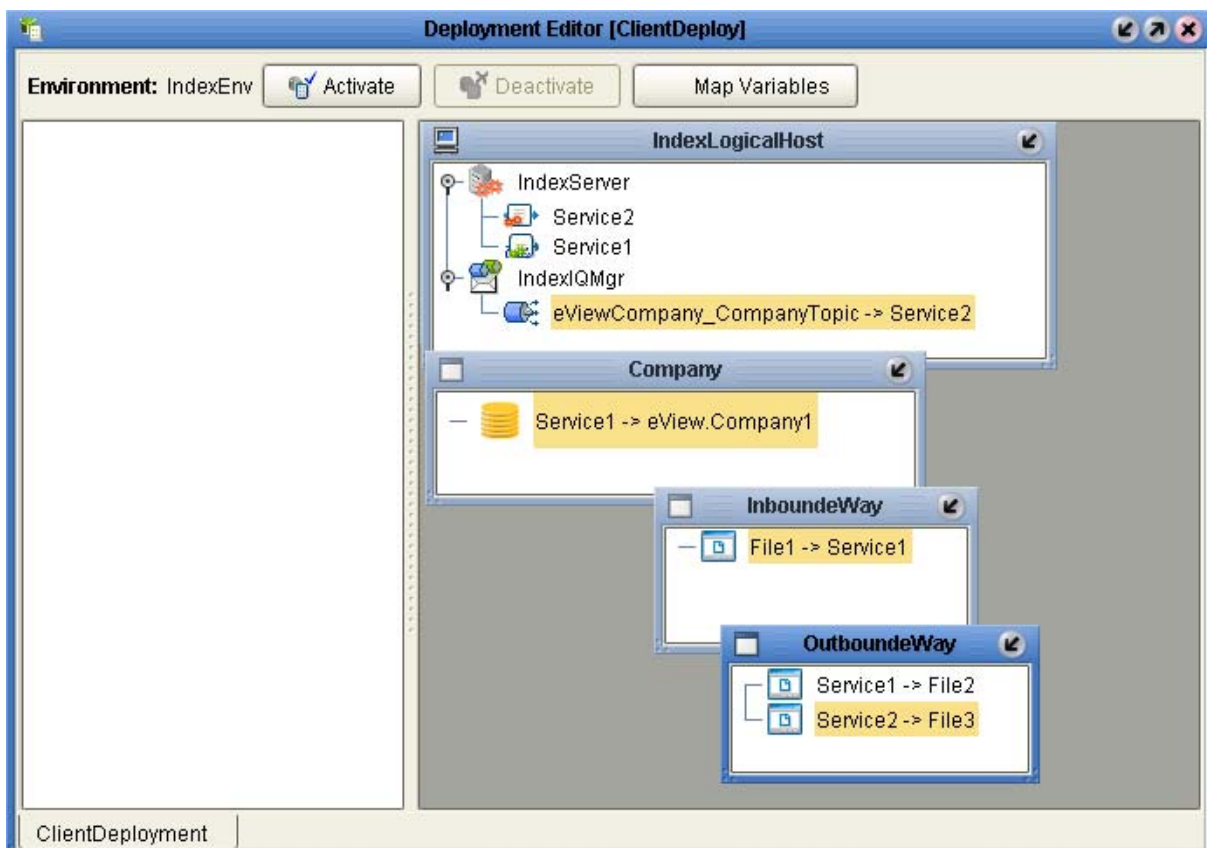 Deployment Editor [ClientDeploy]
Environment: IndexEnv Activate Deactivate Map Variables
IndexLogicalHost
IndexServer
Service2
Service1
IndexIQMgr
eViewCompany_CompanyTopic -> Service2
Company
Service1 -> eView.Company1
InboundeWay
File1 -> Service1
OutboundeWay
Service1 -> File2
Service2 -> File3
ClientDeployment